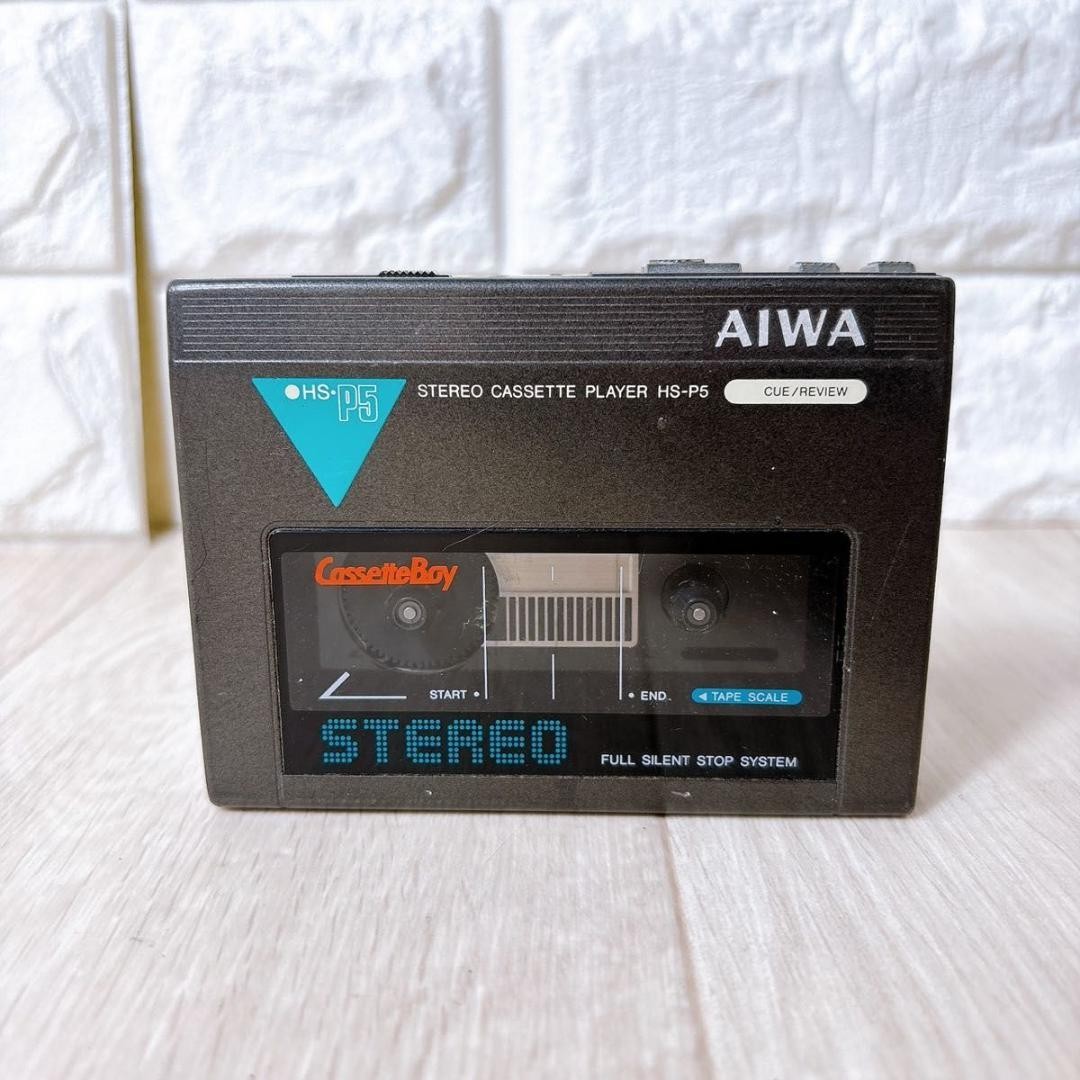 AIWA
HS·P5
STEREO CASSETTE PLAYER HS-P5
CUE/REVIEW
CassetteBoy
START •
• END
◀ TAPE SCALE
STEREO
FULL SILENT STOP SYSTEM